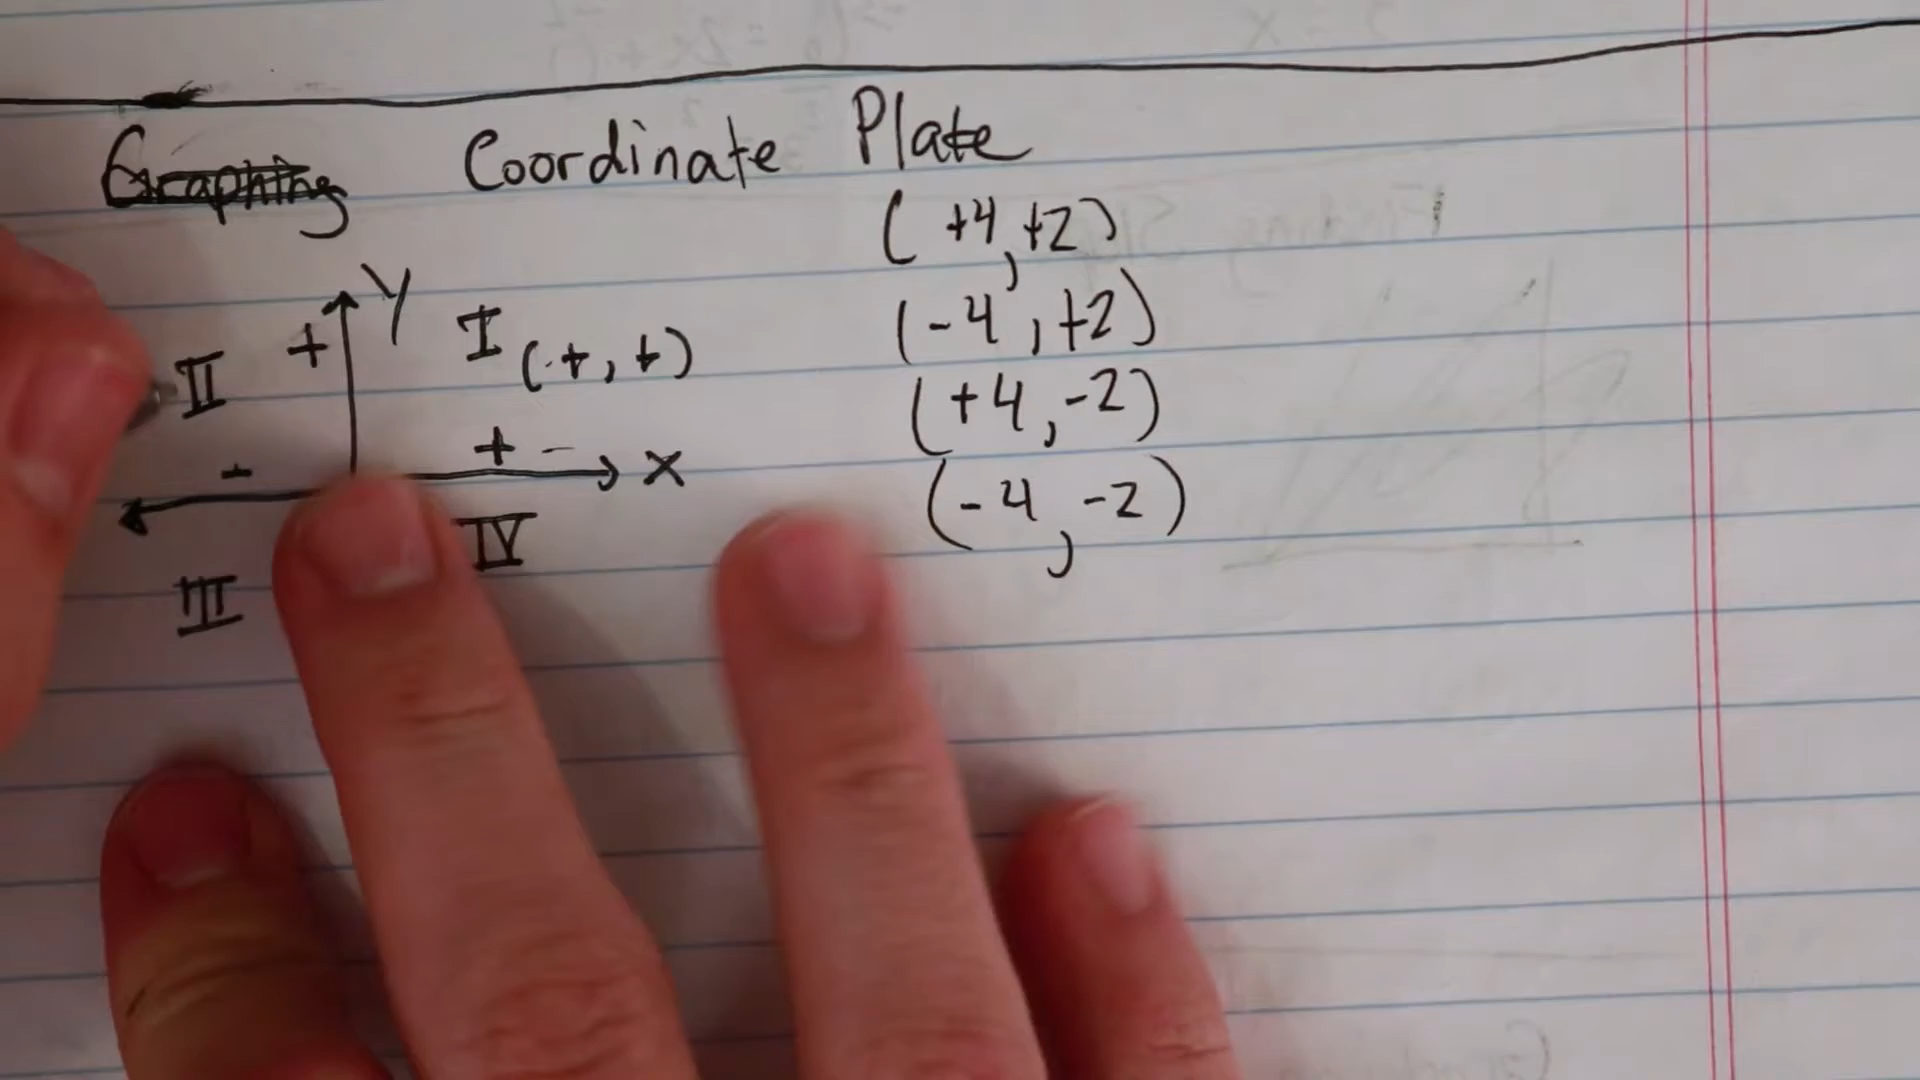 Graphing Coordinate Plate
(+4, +2)
Y
I
+
II
(+, +)
(-4, +2)
(+4, -2)
+ -
X
-
(-4, -2)
IV
III